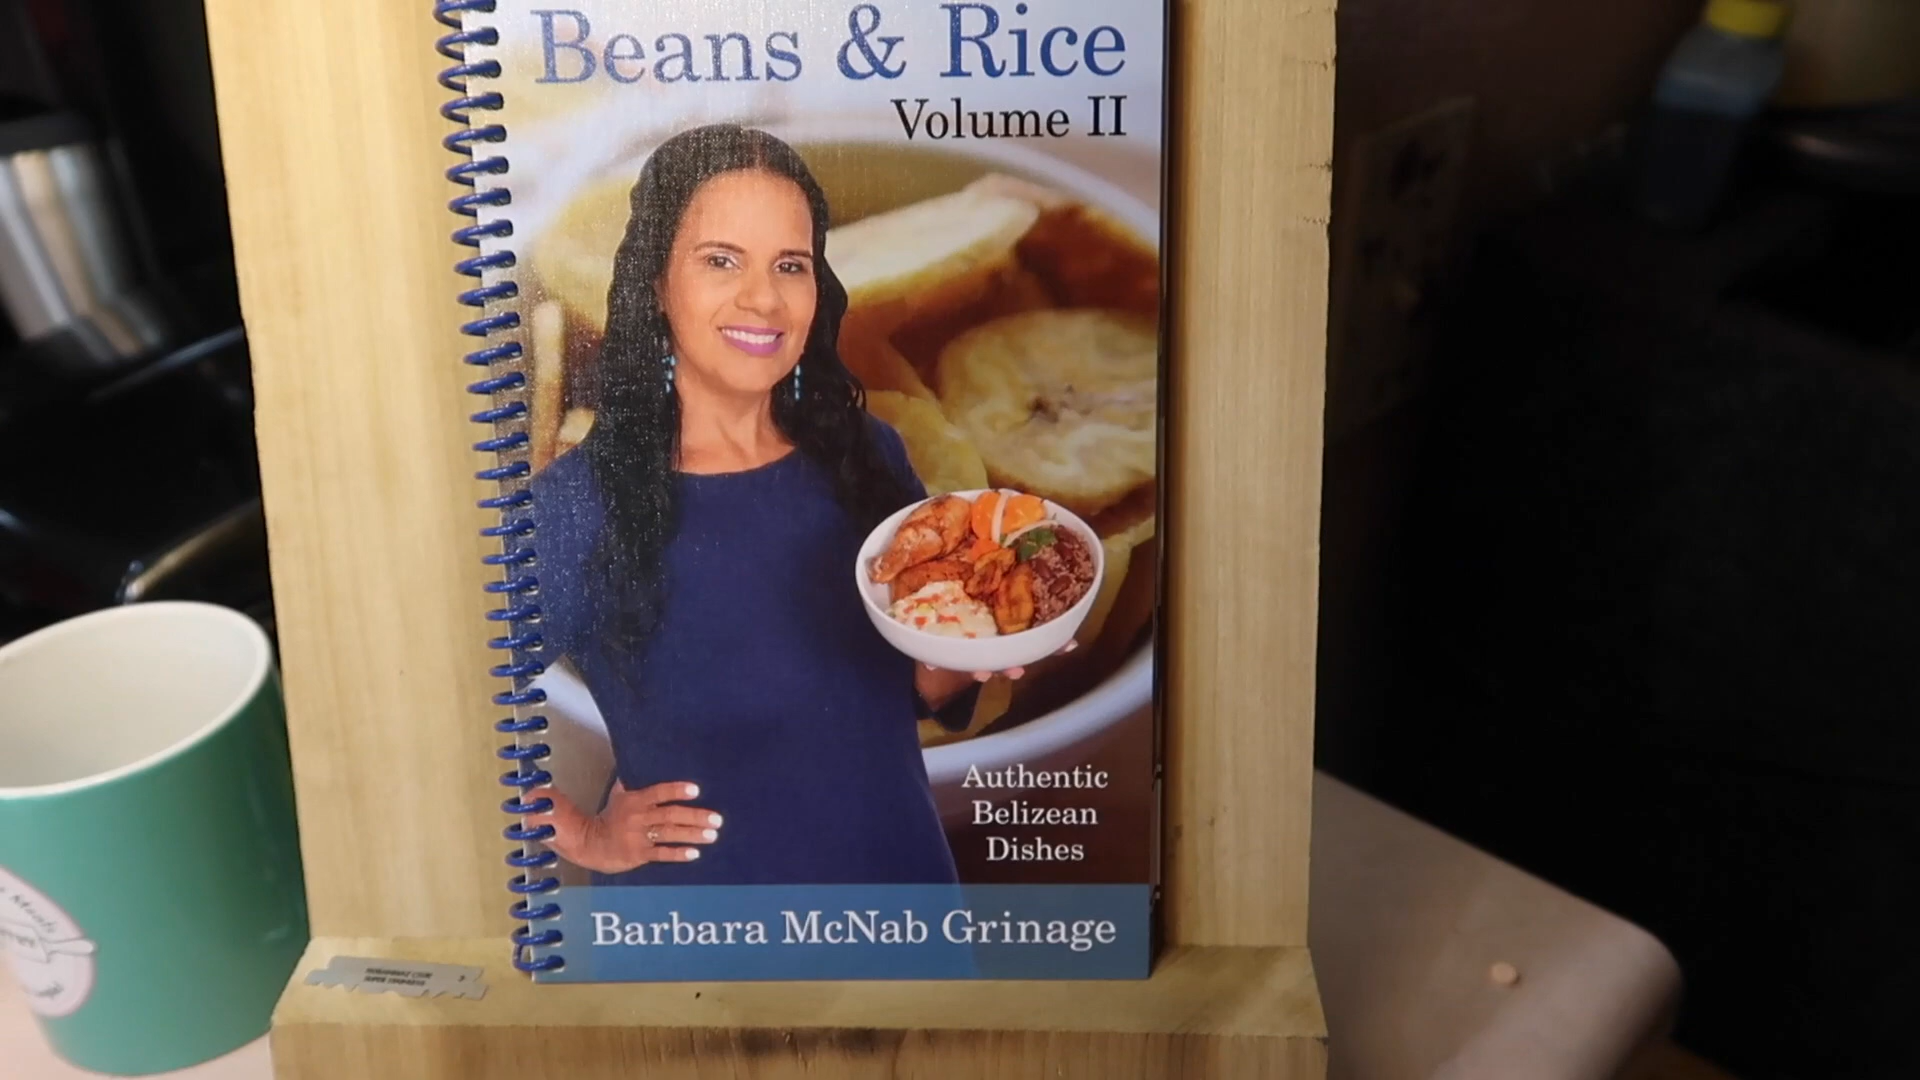 Beans & Rice
Volume II
Authentic
Belizean
Dishes
Barbara McNab Grinage